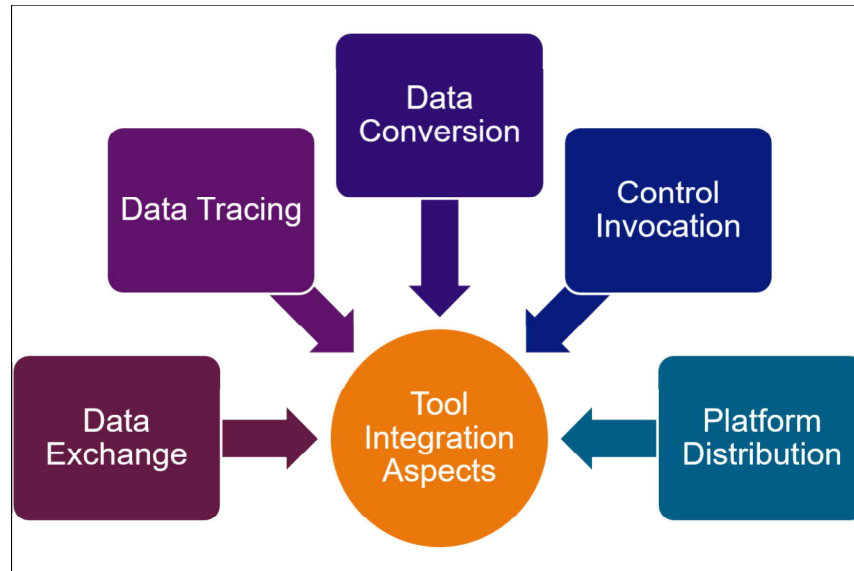 Data
Conversion
Data Tracing
Control
Invocation
Data
Exchange
Tool
Integration
Aspects
Platform
Distribution